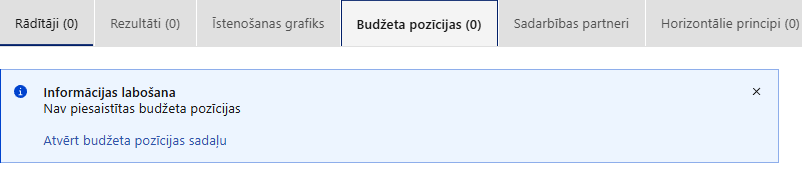 Rādītāji (0) Rezultāti (0) Īstenošanas grafiks Budžeta pozīcijas (0) Sadarbības partneri Horizontālie principi (0)
Informācijas labošana
Nav piesaistītas budžeta pozīcijas
Atvērt budžeta pozīcijas sadaļu